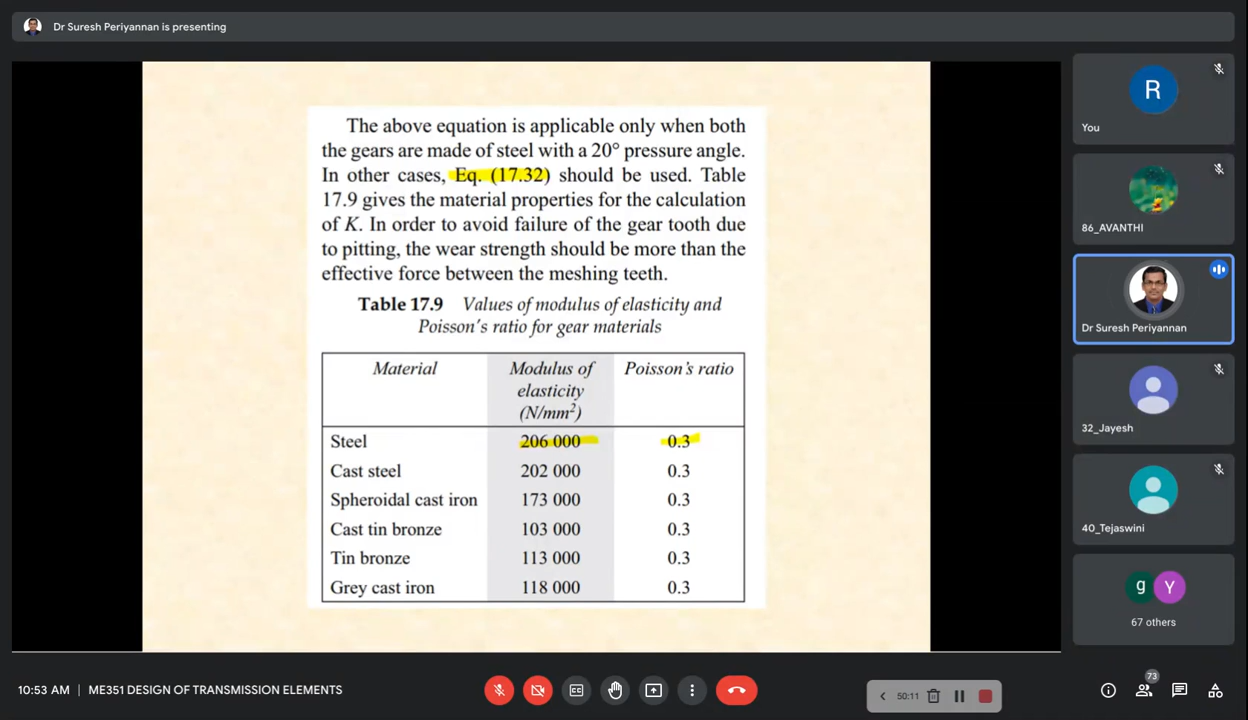 Dr Suresh Periyannan is presenting
The above equation is applicable only when both
the gears are made of steel with a 20° pressure angle.
In other cases, Eq. (17.32) should be used. Table
17.9 gives the material properties for the calculation
of K. In order to avoid failure of the gear tooth due
to pitting, the wear strength should be more than the
effective force between the meshing teeth.
Table 17.9 Values of modulus of elasticity and
Poisson's ratio for gear materials
Material Modulus of elasticity (N/mm²) Poisson's ratio
Steel 206 000 0.3
Cast steel 202 000 0.3
Spheroidal cast iron 173 000 0.3
Cast tin bronze 103 000 0.3
Tin bronze 113 000 0.3
Grey cast iron 118 000 0.3
R
You
86_AVANTHI
Dr Suresh Periyannan
32_Jayesh
40_Tejaswini
g Y
67 others
10:53 AM | ME351 DESIGN OF TRANSMISSION ELEMENTS
CC
50:11
73